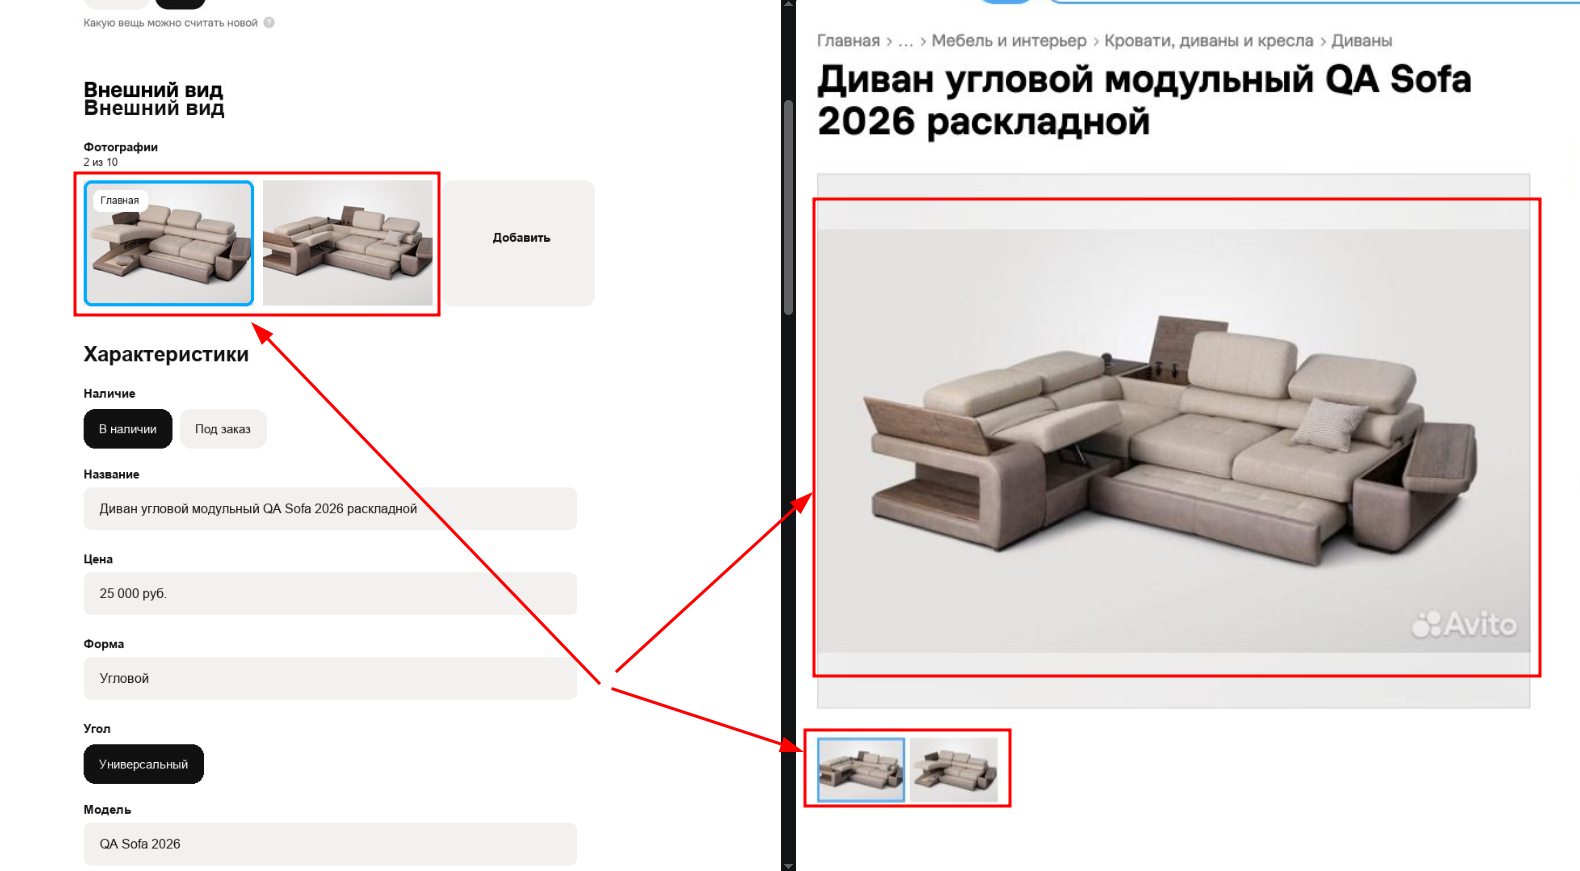 Какую вещь можно считать новой ?
Внешний вид
Внешний вид
Фотографии
2 из 10
Главная
Добавить
Характеристики
Наличие
В наличии
Под заказ
Название
Диван угловой модульный QA Sofa 2026 раскладной
Цена
25 000 руб.
Форма
Угловой
Угол
Универсальный
Модель
QA Sofa 2026
Главная > ... > Мебель и интерьер > Кровати, диваны и кресла > Диваны
Диван угловой модульный QA Sofa
2026 раскладной
Avito